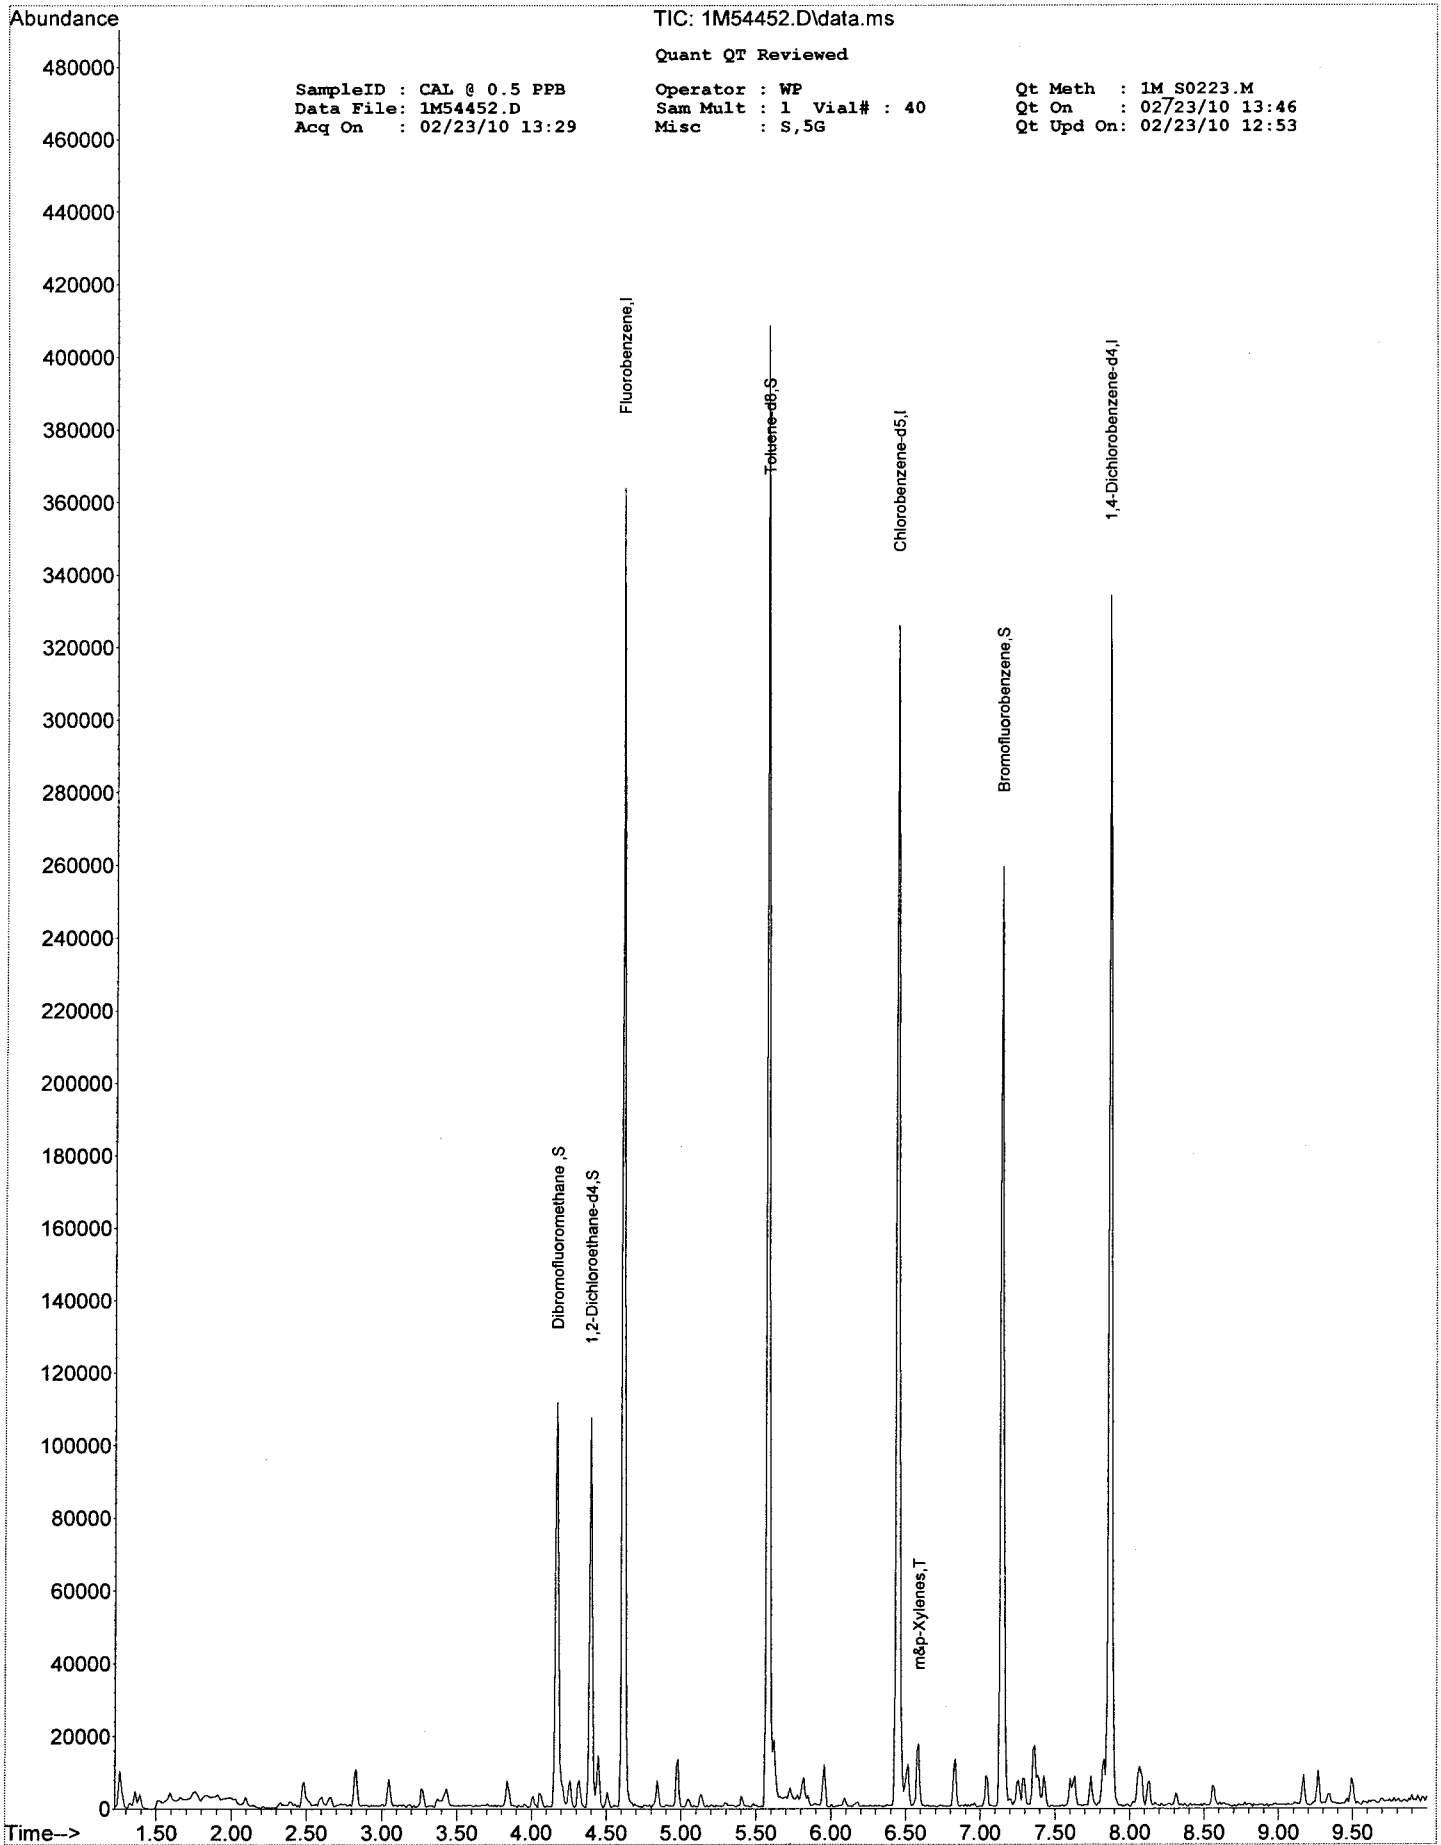 Abundance
TIC: 1M54452.D\data.ms
Quant QT Reviewed
SampleID : CAL @ 0.5 PPB
Operator : WP
Qt Meth : 1M_S0223.M
Data File: 1M54452.D
Sam Mult : 1 Vial# : 40
Qt On : 02/23/10 13:46
Acq On : 02/23/10 13:29
Misc : S,5G
Qt Upd On: 02/23/10 12:53
480000
460000
440000
420000
400000
380000
360000
340000
320000
300000
280000
260000
240000
220000
200000
180000
160000
140000
120000
100000
80000
60000
40000
20000
0
Dibromofluoromethane ,S
1,2-Dichloroethane-d4,S
Fluorobenzene,I
Toluene-d8,S
Chlorobenzene-d5,I
m&p-Xylenes,T
Bromofluorobenzene,S
1,4-Dichlorobenzene-d4,I
Time--> 1.50 2.00 2.50 3.00 3.50 4.00 4.50 5.00 5.50 6.00 6.50 7.00 7.50 8.00 8.50 9.00 9.50